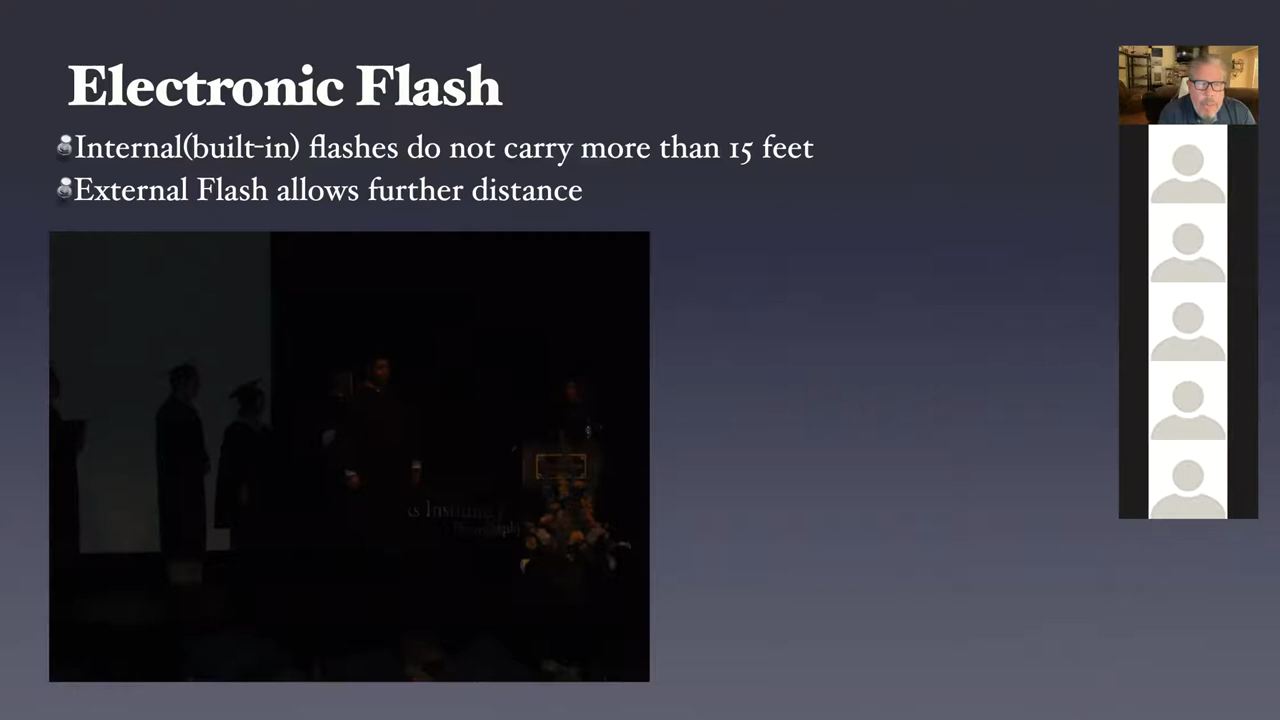 Electronic Flash
Internal(built-in) flashes do not carry more than 15 feet
External Flash allows further distance